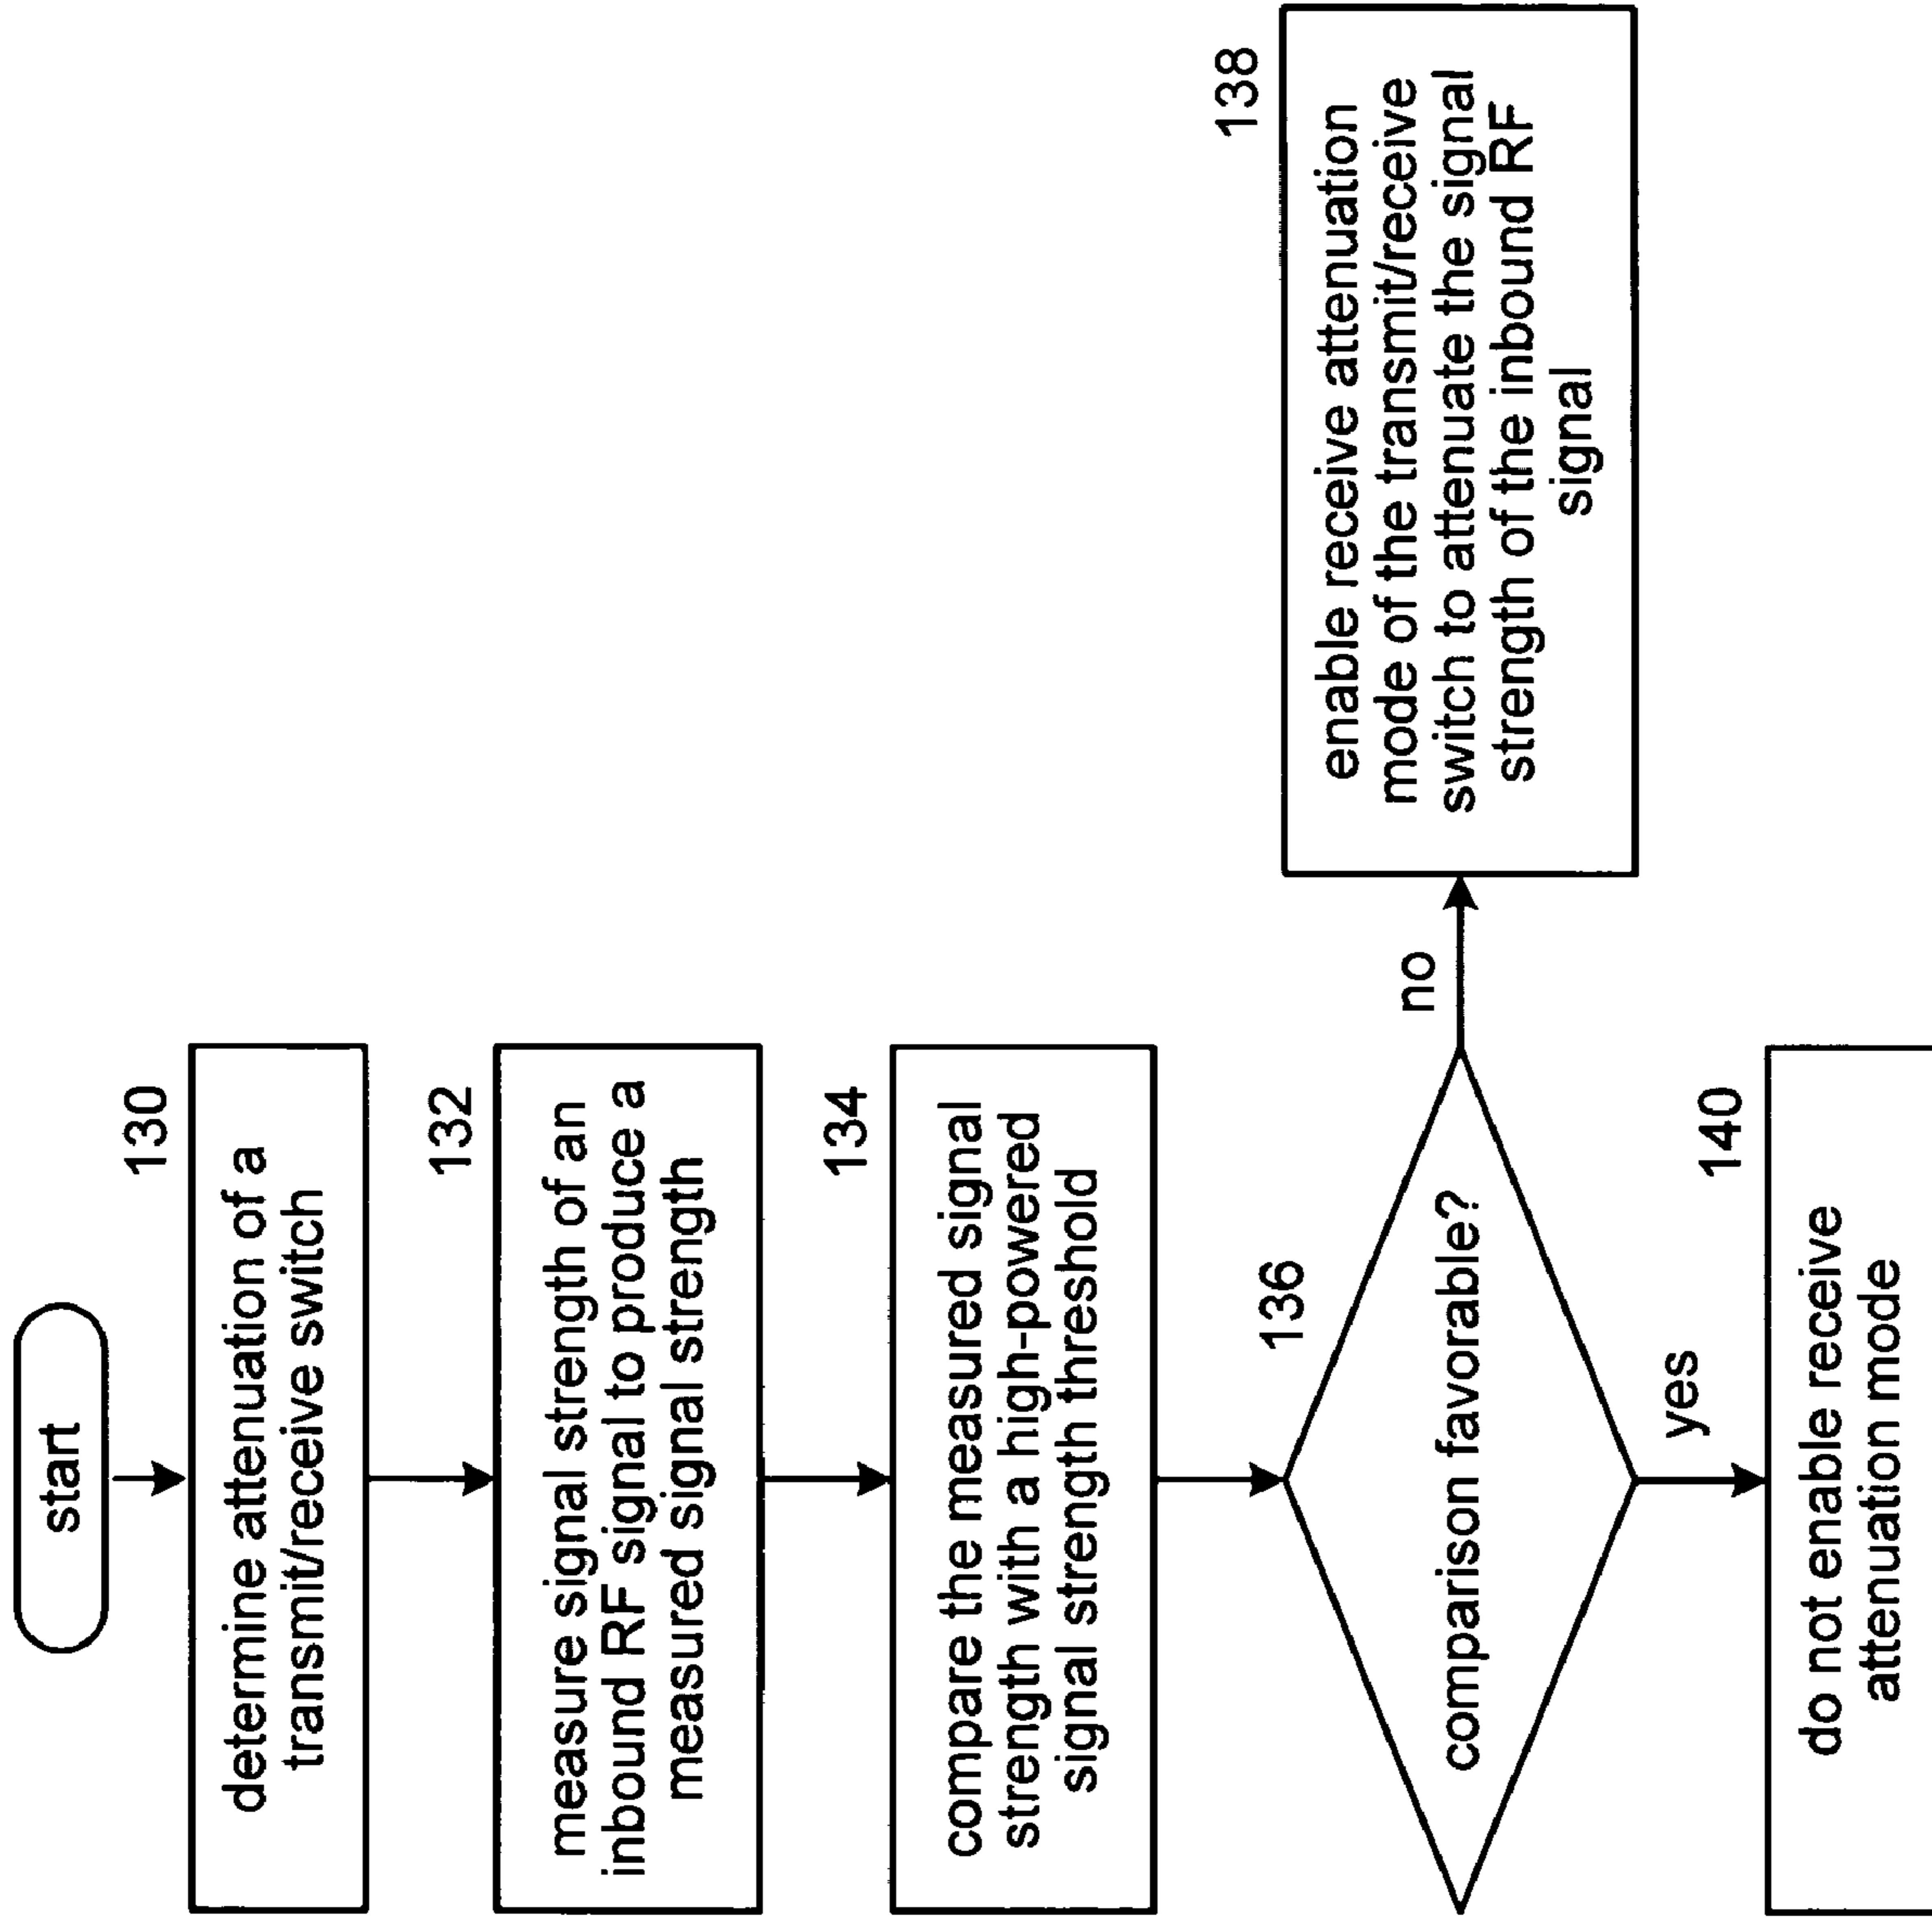 start
130
determine attenuation of a
transmit/receive switch
132
measure signal strength of an
inbound RF signal to produce a
measured signal strength
134
compare the measured signal
strength with a high-powered
signal strength threshold
136
comparison favorable?
no
138
enable receive attenuation
mode of the transmit/receive
switch to attenuate the signal
strength of the inbound RF
signal
yes
140
do not enable receive
attenuation mode